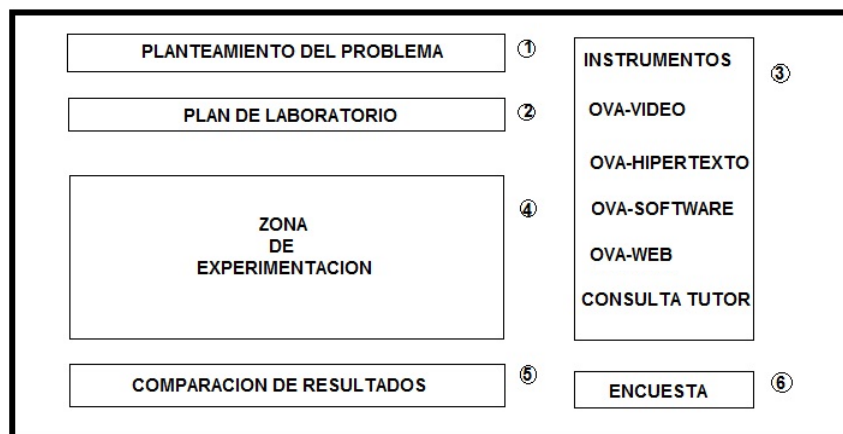 PLANTEAMIENTO DEL PROBLEMA 1
PLAN DE LABORATORIO 2
INSTRUMENTOS 3
OVA-VIDEO
OVA-HIPERTEXTO
OVA-SOFTWARE
OVA-WEB
CONSULTA TUTOR
ZONA 4
DE
EXPERIMENTACION
COMPARACION DE RESULTADOS 5
ENCUESTA 6